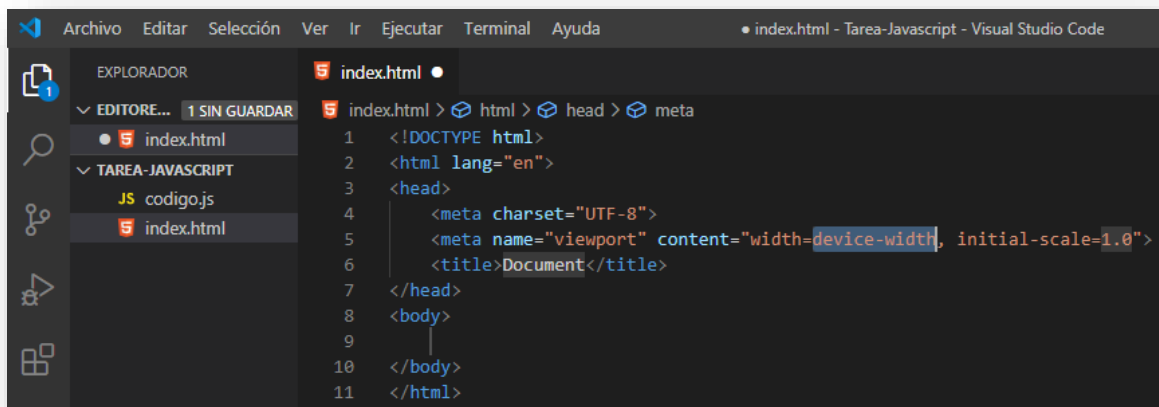 Archivo Editar Selección Ver Ir Ejecutar Terminal Ayuda ● index.html - Tarea-Javascript - Visual Studio Code
EXPLORADOR
index.html ●
EDITORE... 1 SIN GUARDAR
index.html > html > head > meta
● index.html
TAREA-JAVASCRIPT
JS codigo.js
index.html
1
1 <!DOCTYPE html>
2 <html lang="en">
3 <head>
4 <meta charset="UTF-8">
5 <meta name="viewport" content="width=device-width, initial-scale=1.0">
6 <title>Document</title>
7 </head>
8 <body>
9
10 </body>
11 </html>